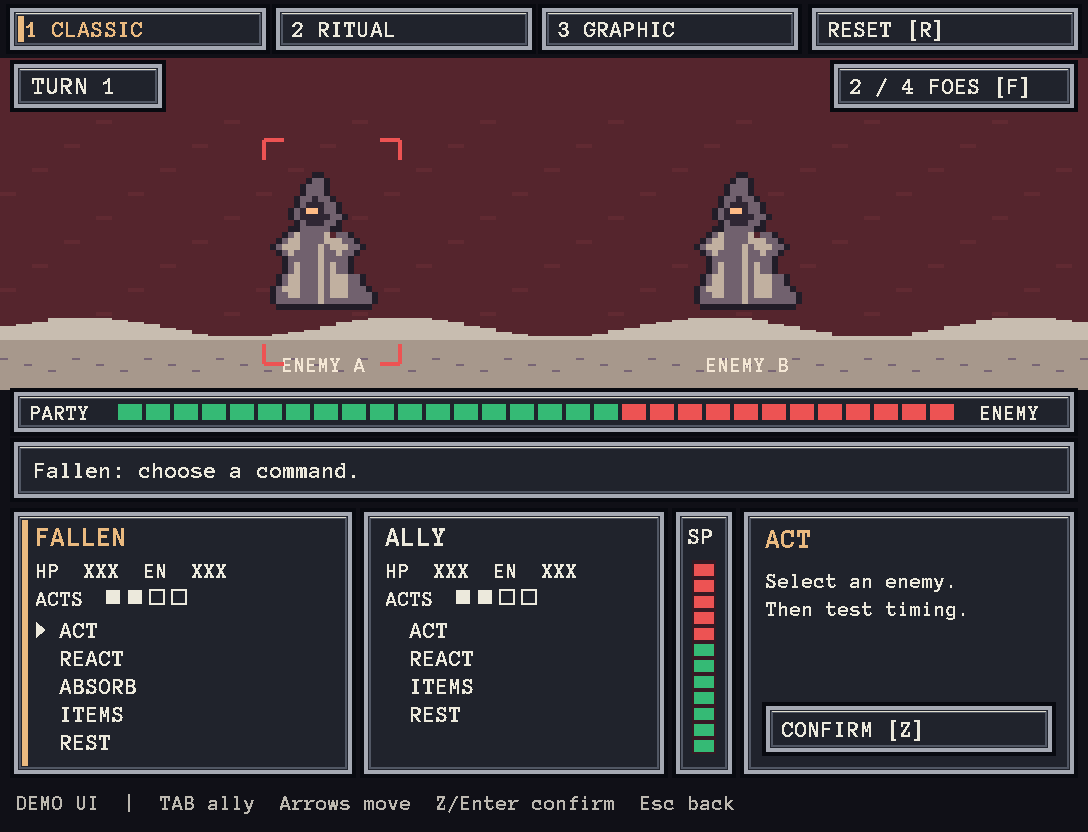 1 CLASSIC
2 RITUAL
3 GRAPHIC
RESET [R]
TURN 1
2 / 4 FOES [F]
ENEMY A
ENEMY B
PARTY
ENEMY
Fallen: choose a command.
FALLEN
HP XXX EN XXX
ACTS
ACT
REACT
ABSORB
ITEMS
REST
ALLY
HP XXX EN XXX
ACTS
ACT
REACT
ITEMS
REST
SP
ACT
Select an enemy.
Then test timing.
CONFIRM [Z]
DEMO UI | TAB ally Arrows move Z/Enter confirm Esc back